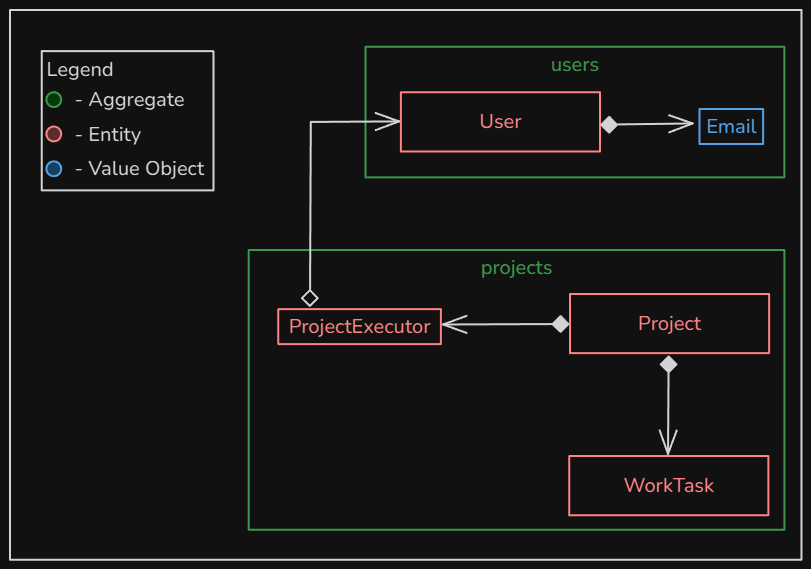 Legend
- Aggregate
- Entity
- Value Object
users
User
Email
projects
ProjectExecutor
Project
WorkTask